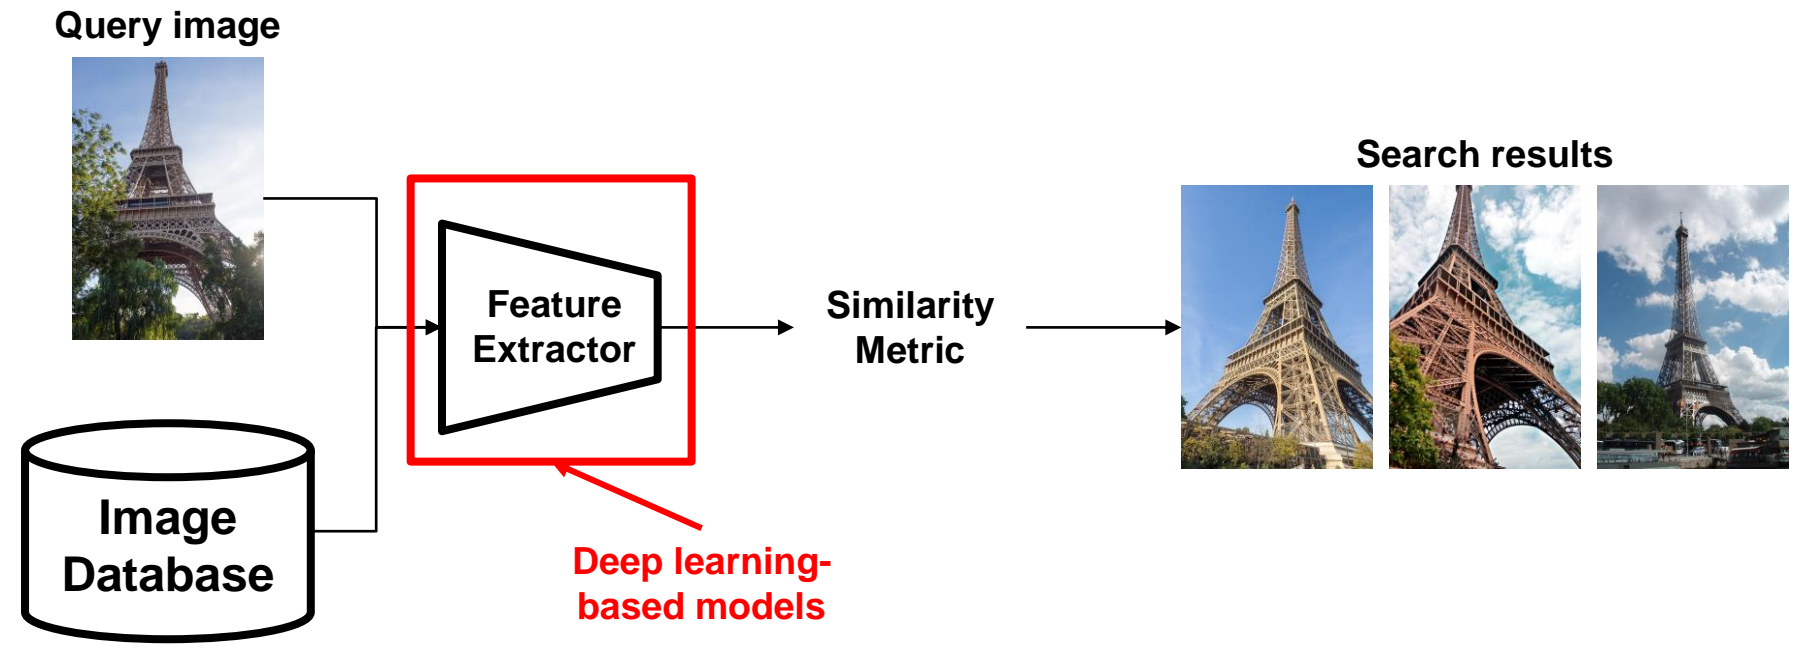 Query image
Search results
Feature
Extractor
Similarity
Metric
Image
Database
Deep learning-
based models